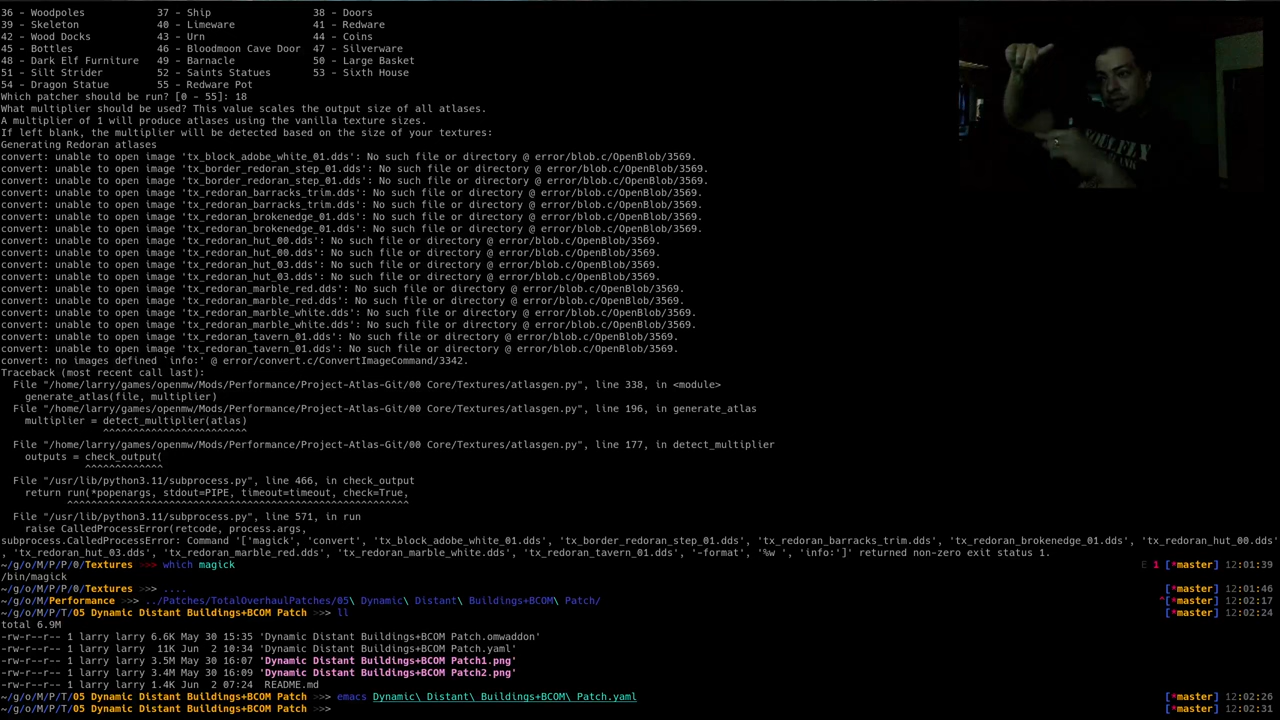 36 - Woodpoles          37 - Ship                 38 - Doors
39 - Skeleton           40 - Limeware             41 - Redware
42 - Wood Docks         43 - Urn                  44 - Coins
45 - Bottles            46 - Bloodmoon Cave Door  47 - Silverware
48 - Dark Elf Furniture 49 - Barnacle             50 - Large Basket
51 - Silt Strider       52 - Saints Statues       53 - Sixth House
54 - Dragon Statue      55 - Redware Pot
Which patcher should be run? [0 - 55]: 18
What multiplier should be used? This value scales the output size of all atlases.
A multiplier of 1 will produce atlases using the vanilla texture sizes.
If left blank, the multiplier will be detected based on the size of your textures:
Generating Redoran atlases
convert: unable to open image 'tx_block_adobe_white_01.dds': No such file or directory @ error/blob.c/OpenBlob/3569.
convert: unable to open image 'tx_border_redoran_step_01.dds': No such file or directory @ error/blob.c/OpenBlob/3569.
convert: unable to open image 'tx_border_redoran_step_01.dds': No such file or directory @ error/blob.c/OpenBlob/3569.
convert: unable to open image 'tx_redoran_barracks_trim.dds': No such file or directory @ error/blob.c/OpenBlob/3569.
convert: unable to open image 'tx_redoran_barracks_trim.dds': No such file or directory @ error/blob.c/OpenBlob/3569.
convert: unable to open image 'tx_redoran_brokenedge_01.dds': No such file or directory @ error/blob.c/OpenBlob/3569.
convert: unable to open image 'tx_redoran_brokenedge_01.dds': No such file or directory @ error/blob.c/OpenBlob/3569.
convert: unable to open image 'tx_redoran_hut_00.dds': No such file or directory @ error/blob.c/OpenBlob/3569.
convert: unable to open image 'tx_redoran_hut_00.dds': No such file or directory @ error/blob.c/OpenBlob/3569.
convert: unable to open image 'tx_redoran_hut_03.dds': No such file or directory @ error/blob.c/OpenBlob/3569.
convert: unable to open image 'tx_redoran_hut_03.dds': No such file or directory @ error/blob.c/OpenBlob/3569.
convert: unable to open image 'tx_redoran_marble_red.dds': No such file or directory @ error/blob.c/OpenBlob/3569.
convert: unable to open image 'tx_redoran_marble_red.dds': No such file or directory @ error/blob.c/OpenBlob/3569.
convert: unable to open image 'tx_redoran_marble_white.dds': No such file or directory @ error/blob.c/OpenBlob/3569.
convert: unable to open image 'tx_redoran_marble_white.dds': No such file or directory @ error/blob.c/OpenBlob/3569.
convert: unable to open image 'tx_redoran_tavern_01.dds': No such file or directory @ error/blob.c/OpenBlob/3569.
convert: unable to open image 'tx_redoran_tavern_01.dds': No such file or directory @ error/blob.c/OpenBlob/3569.
convert: no images defined `info:' @ error/convert.c/ConvertImageCommand/3342.
Traceback (most recent call last):
  File "/home/larry/games/openmw/Mods/Performance/Project-Atlas-Git/00 Core/Textures/atlasgen.py", line 338, in <module>
    generate_atlas(file, multiplier)
  File "/home/larry/games/openmw/Mods/Performance/Project-Atlas-Git/00 Core/Textures/atlasgen.py", line 196, in generate_atlas
    multiplier = detect_multiplier(atlas)
                 ^^^^^^^^^^^^^^^^^^^^^^^^
  File "/home/larry/games/openmw/Mods/Performance/Project-Atlas-Git/00 Core/Textures/atlasgen.py", line 177, in detect_multiplier
    outputs = check_output(
              ^^^^^^^^^^^^^
  File "/usr/lib/python3.11/subprocess.py", line 466, in check_output
    return run(*popenargs, stdout=PIPE, timeout=timeout, check=True,
           ^^^^^^^^^^^^^^^^^^^^^^^^^^^^^^^^^^^^^^^^^^^^^^^^^^^^^^^^^
  File "/usr/lib/python3.11/subprocess.py", line 571, in run
    raise CalledProcessError(retcode, process.args,
subprocess.CalledProcessError: Command '['magick', 'convert', 'tx_block_adobe_white_01.dds', 'tx_border_redoran_step_01.dds', 'tx_redoran_barracks_trim.dds', 'tx_redoran_brokenedge_01.dds', 'tx_redoran_hut_00.dds'
, 'tx_redoran_hut_03.dds', 'tx_redoran_marble_red.dds', 'tx_redoran_marble_white.dds', 'tx_redoran_tavern_01.dds', '-format', '%w ', 'info:']' returned non-zero exit status 1.
~/g/o/M/P/P/0/Textures >>> which magick E 1 [*master] 12:01:39
/bin/magick
~/g/o/M/P/P/0/Textures >>> .... [*master] 12:01:46
~/g/o/M/Performance >>> ../Patches/TotalOverhaulPatches/05\ Dynamic\ Distant\ Buildings+BCOM\ Patch/ ^[*master] 12:02:17
~/g/o/M/P/T/05 Dynamic Distant Buildings+BCOM Patch >>> ll [*master] 12:02:24
total 6.9M
-rw-r--r-- 1 larry larry 6.6K May 30 15:35 'Dynamic Distant Buildings+BCOM Patch.omwaddon'
-rw-r--r-- 1 larry larry  11K Jun  2 10:34 'Dynamic Distant Buildings+BCOM Patch.yaml'
-rw-r--r-- 1 larry larry 3.5M May 30 16:07 'Dynamic Distant Buildings+BCOM Patch1.png'
-rw-r--r-- 1 larry larry 3.4M May 30 16:09 'Dynamic Distant Buildings+BCOM Patch2.png'
-rw-r--r-- 1 larry larry 1.4K Jun  2 07:24  README.md
~/g/o/M/P/T/05 Dynamic Distant Buildings+BCOM Patch >>> emacs Dynamic\ Distant\ Buildings+BCOM\ Patch.yaml [*master] 12:02:26
~/g/o/M/P/T/05 Dynamic Distant Buildings+BCOM Patch >>> [*master] 12:02:31
SOULFLY